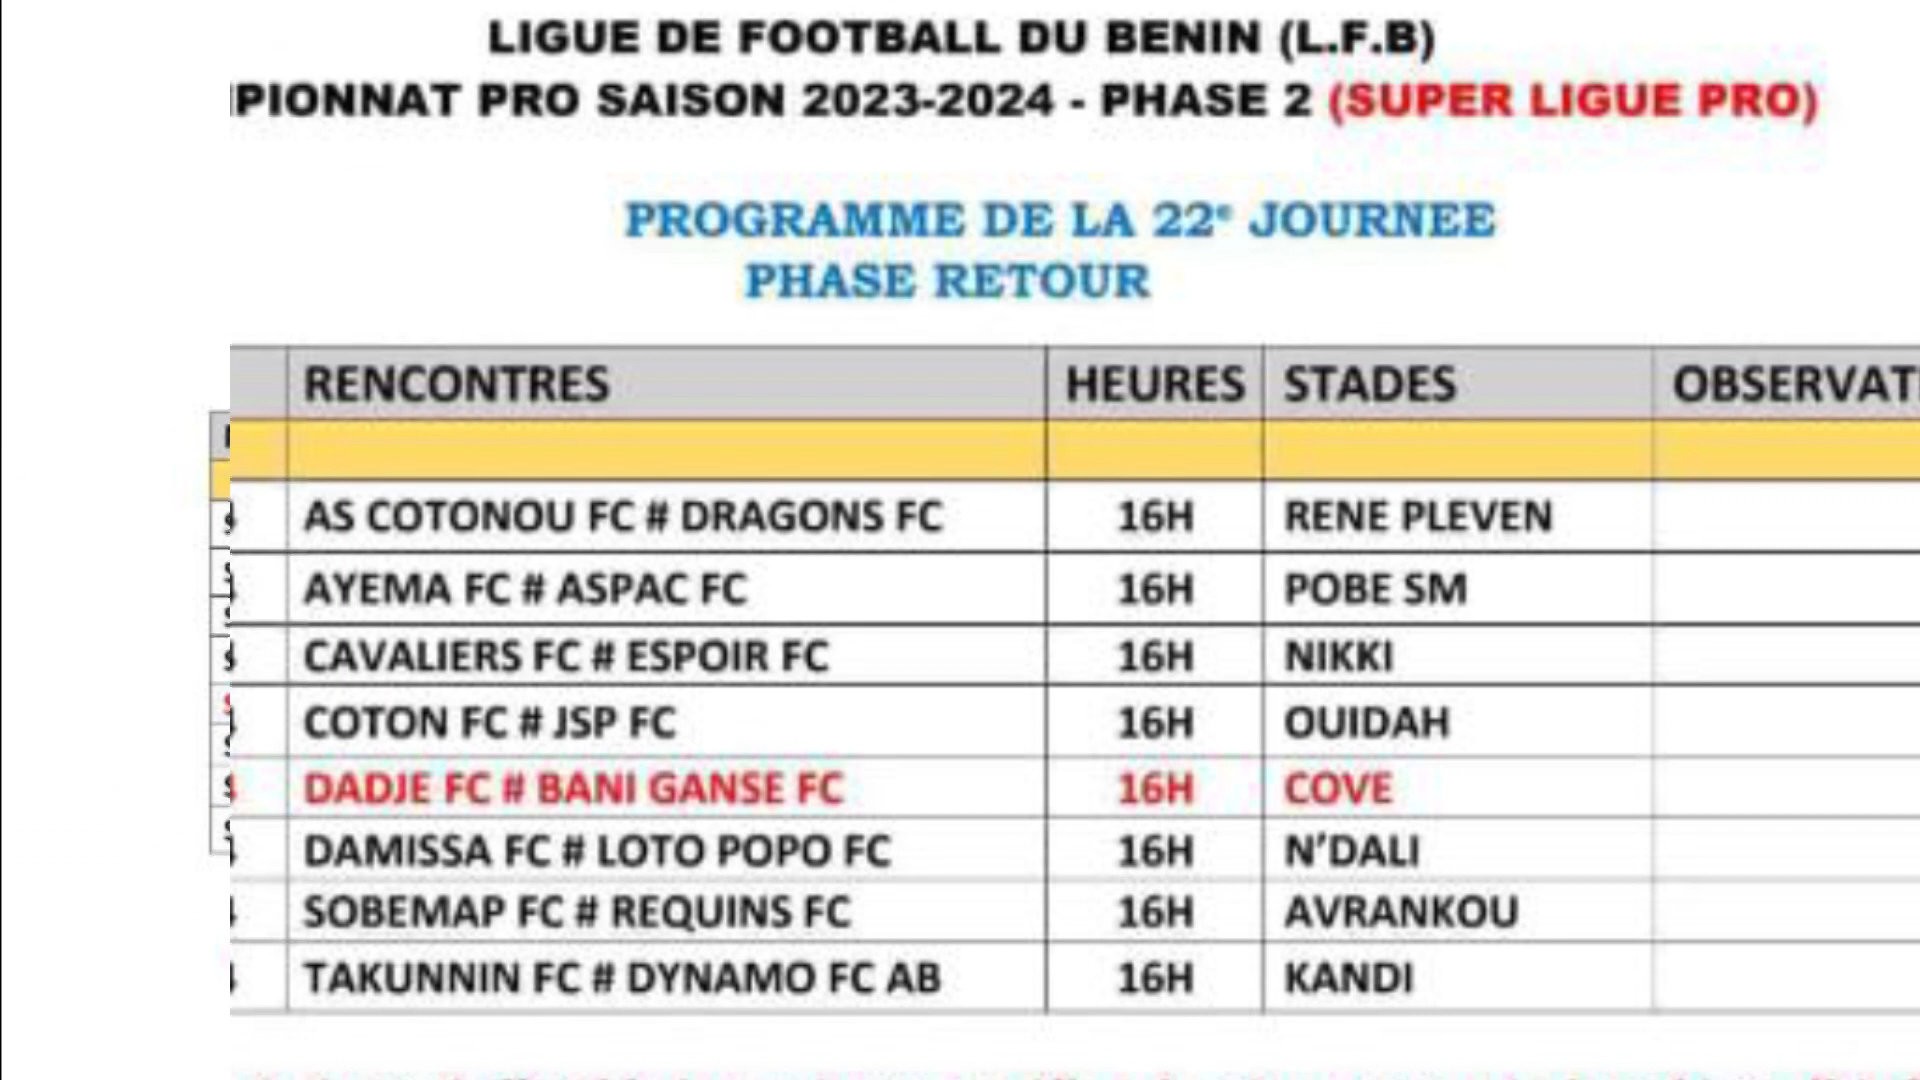 LIGUE DE FOOTBALL DU BENIN (L.F.B)
PIONNAT PRO SAISON 2023-2024 - PHASE 2 (SUPER LIGUE PRO)
PROGRAMME DE LA 22e JOURNEE
PHASE RETOUR
RENCONTRES HEURES STADES OBSERVATI
AS COTONOU FC # DRAGONS FC 16H RENE PLEVEN
AYEMA FC # ASPAC FC 16H POBE SM
CAVALIERS FC # ESPOIR FC 16H NIKKI
COTON FC # JSP FC 16H OUIDAH
DADJE FC # BANI GANSE FC 16H COVE
DAMISSA FC # LOTO POPO FC 16H N'DALI
SOBEMAP FC # REQUINS FC 16H AVRANKOU
TAKUNNIN FC # DYNAMO FC AB 16H KANDI